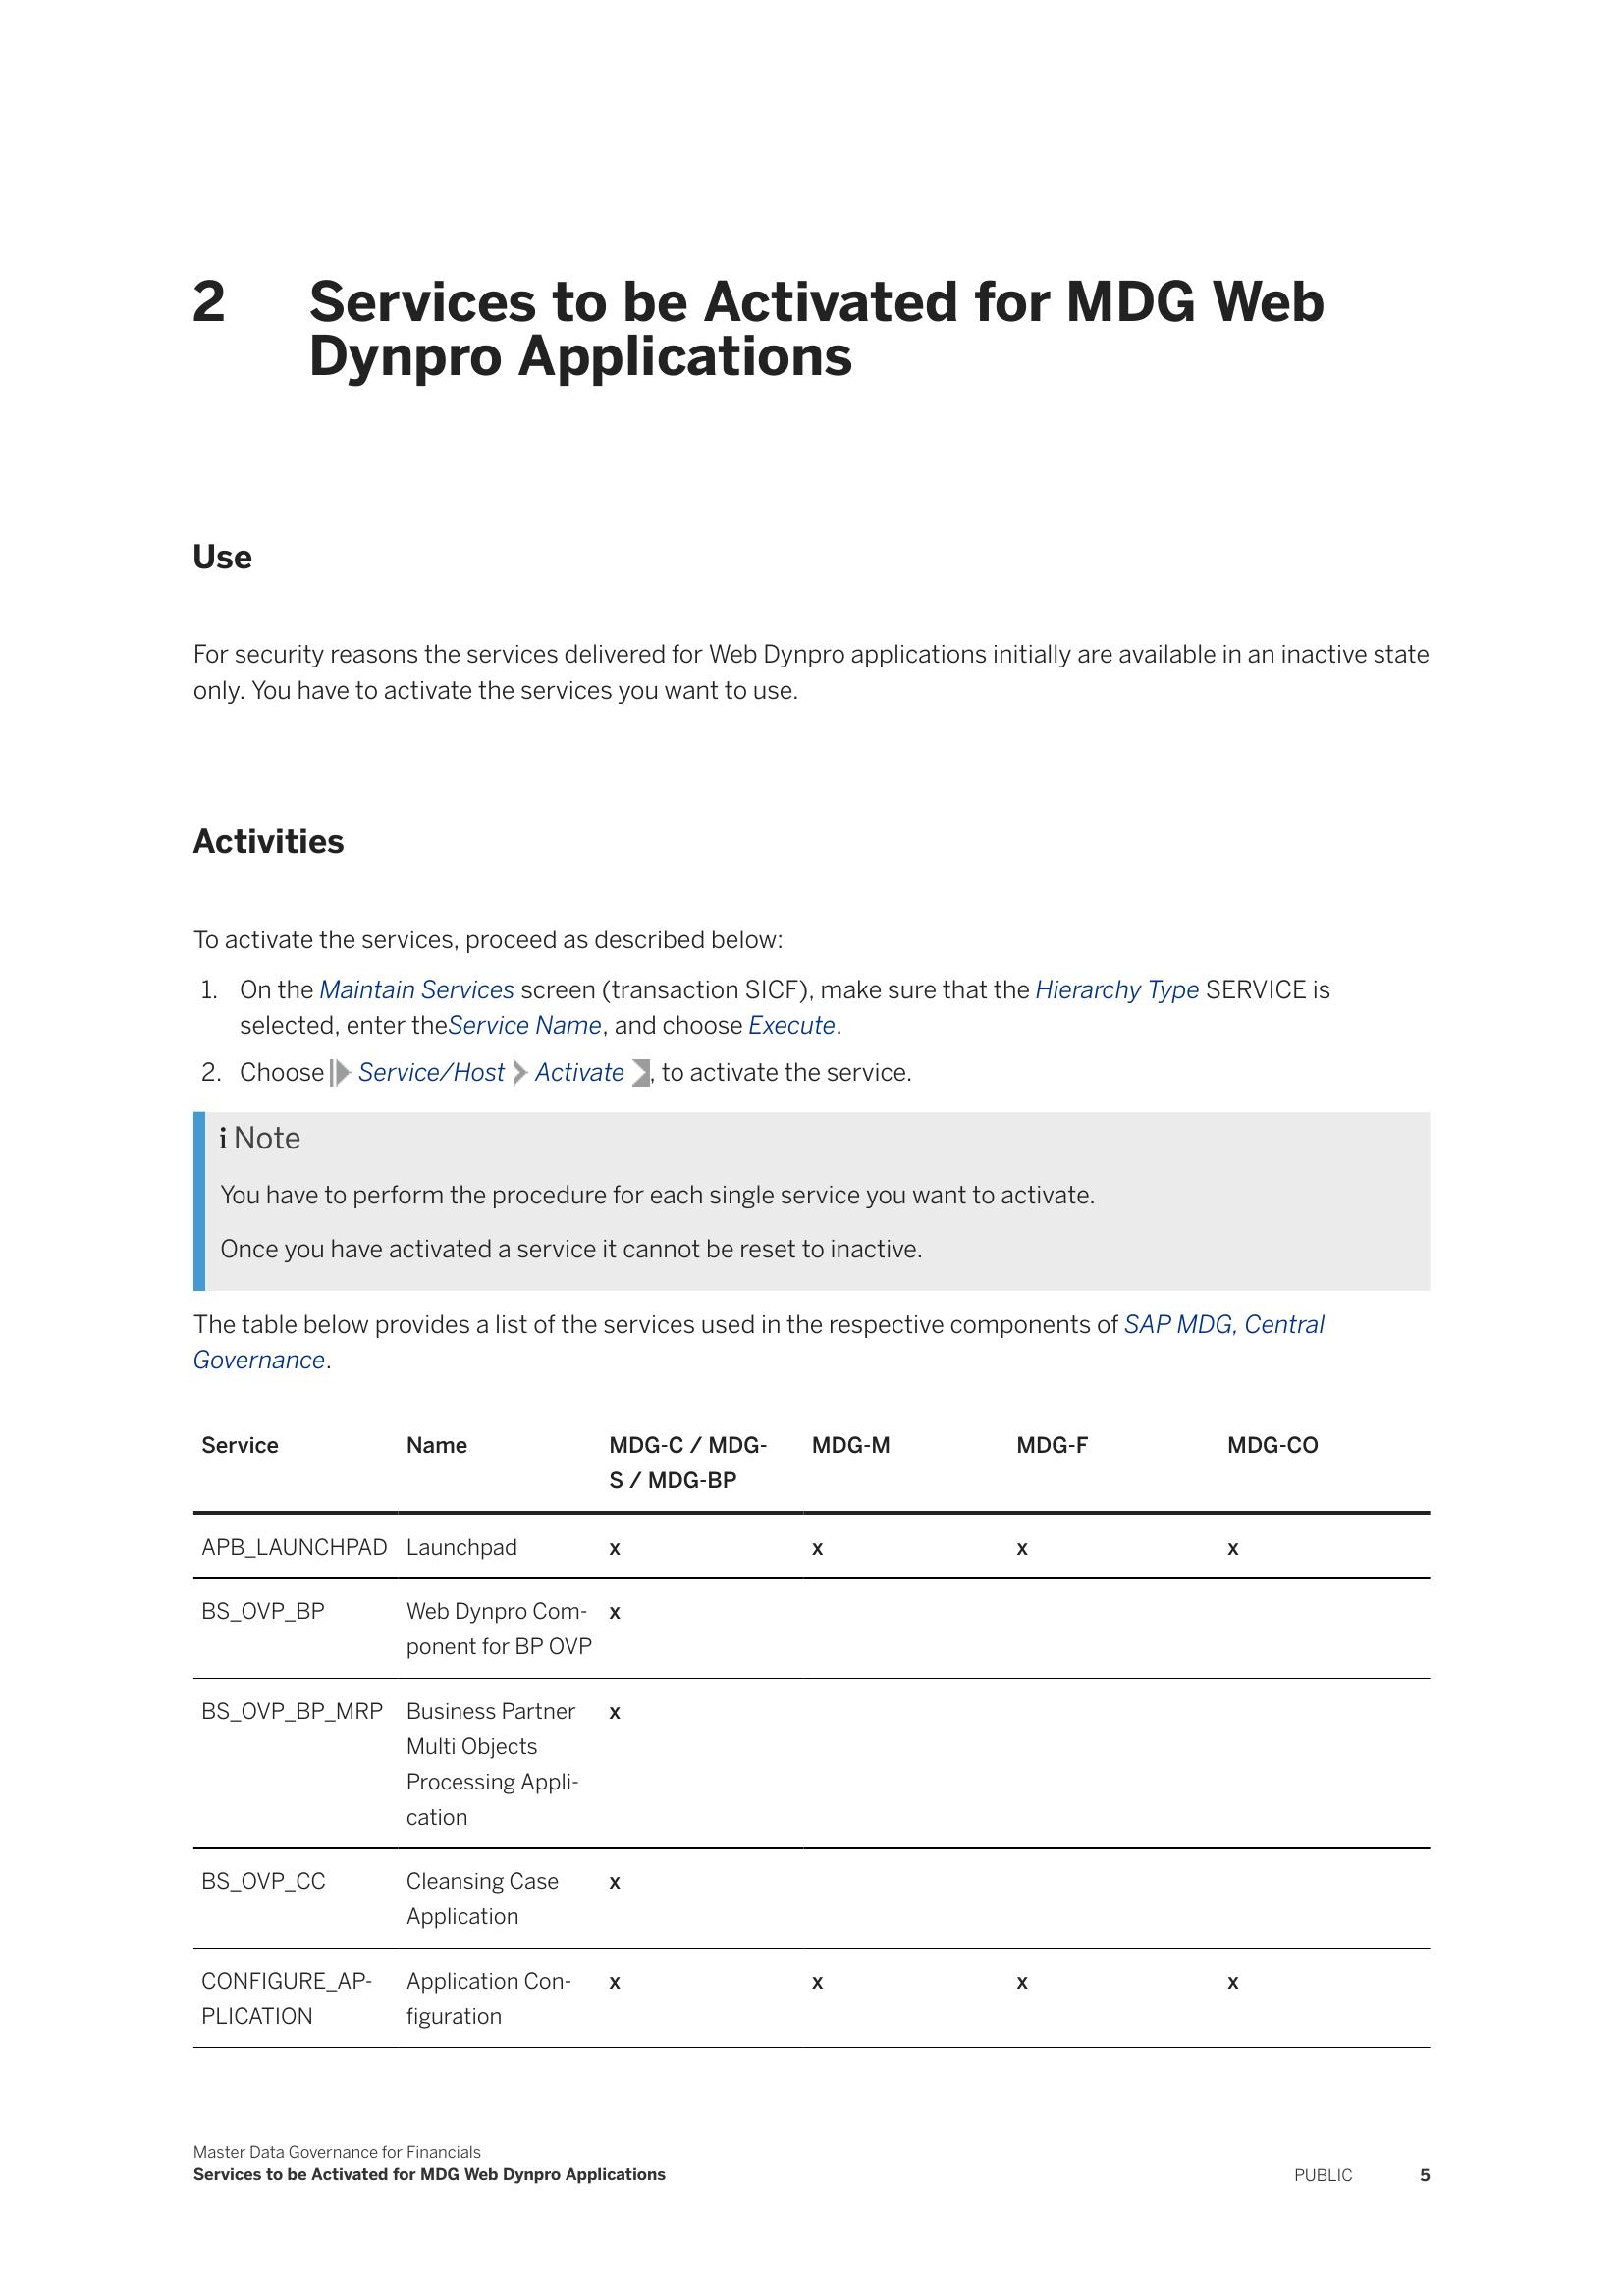 2 Services to be Activated for MDG Web
Dynpro Applications
Use
For security reasons the services delivered for Web Dynpro applications initially are available in an inactive state
only. You have to activate the services you want to use.
Activities
To activate the services, proceed as described below:
1. On the Maintain Services screen (transaction SICF), make sure that the Hierarchy Type SERVICE is
selected, enter theService Name, and choose Execute.
2. Choose Service/Host Activate , to activate the service.
i Note
You have to perform the procedure for each single service you want to activate.
Once you have activated a service it cannot be reset to inactive.
The table below provides a list of the services used in the respective components of SAP MDG, Central
Governance.
Service Name MDG-C / MDG- MDG-M MDG-F MDG-CO
S / MDG-BP
APB_LAUNCHPAD Launchpad x x x x
BS_OVP_BP Web Dynpro Com- x
ponent for BP OVP
BS_OVP_BP_MRP Business Partner x
Multi Objects
Processing Appli-
cation
BS_OVP_CC Cleansing Case x
Application
CONFIGURE_AP- Application Con- x x x x
PLICATION figuration
Master Data Governance for Financials
Services to be Activated for MDG Web Dynpro Applications PUBLIC 5